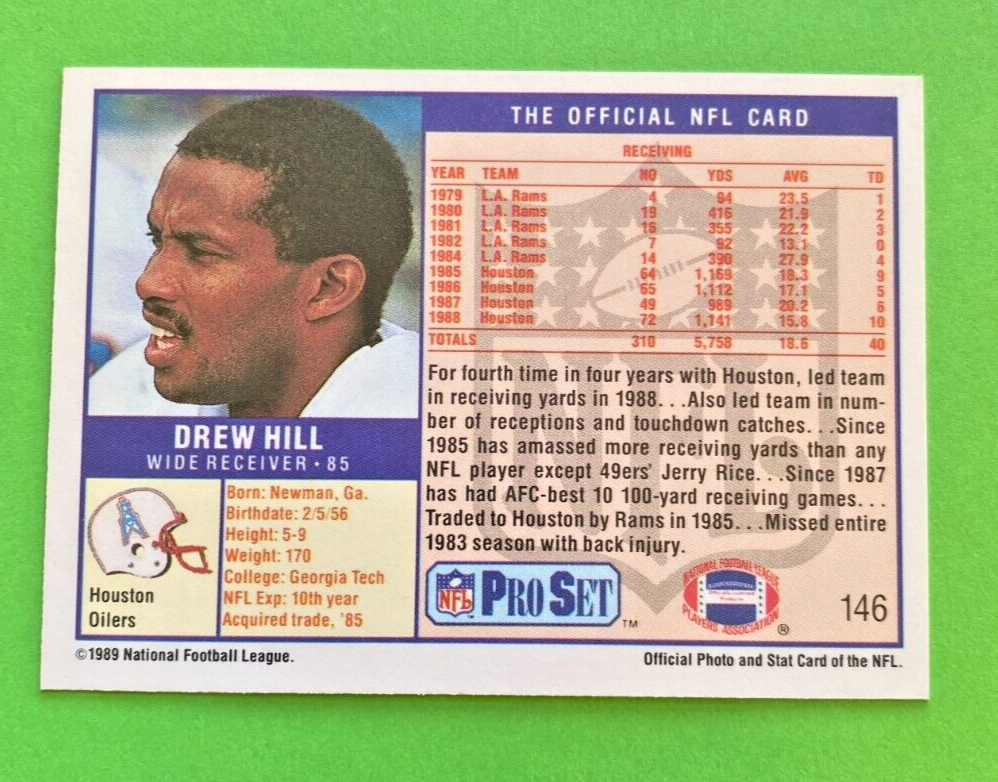 THE OFFICIAL NFL CARD
RECEIVING
YEAR TEAM NO YDS AVG TD
1979 L.A. Rams 4 94 23.5 1
1980 L.A. Rams 19 416 21.9 2
1981 L.A. Rams 16 355 22.2 3
1982 L.A. Rams 7 92 13.1 0
1984 L.A. Rams 14 390 27.9 4
1985 Houston 64 1,169 18.3 9
1986 Houston 65 1,112 17.1 5
1987 Houston 49 989 20.2 6
1988 Houston 72 1,141 15.8 10
TOTALS 310 5,758 18.6 40
For fourth time in four years with Houston, led team
in receiving yards in 1988. . .Also led team in num-
ber of receptions and touchdown catches. . .Since
1985 has amassed more receiving yards than any
NFL player except 49ers' Jerry Rice. . .Since 1987
has had AFC-best 10 100-yard receiving games. . .
Traded to Houston by Rams in 1985. . .Missed entire
1983 season with back injury.
DREW HILL
WIDE RECEIVER • 85
Houston
Oilers
Born: Newman, Ga.
Birthdate: 2/5/56
Height: 5-9
Weight: 170
College: Georgia Tech
NFL Exp: 10th year
Acquired trade, '85
NFL PRO SET ™
NATIONAL FOOTBALL LEAGUE
PLAYERS ASSOCIATION ®
146
©1989 National Football League.
Official Photo and Stat Card of the NFL.